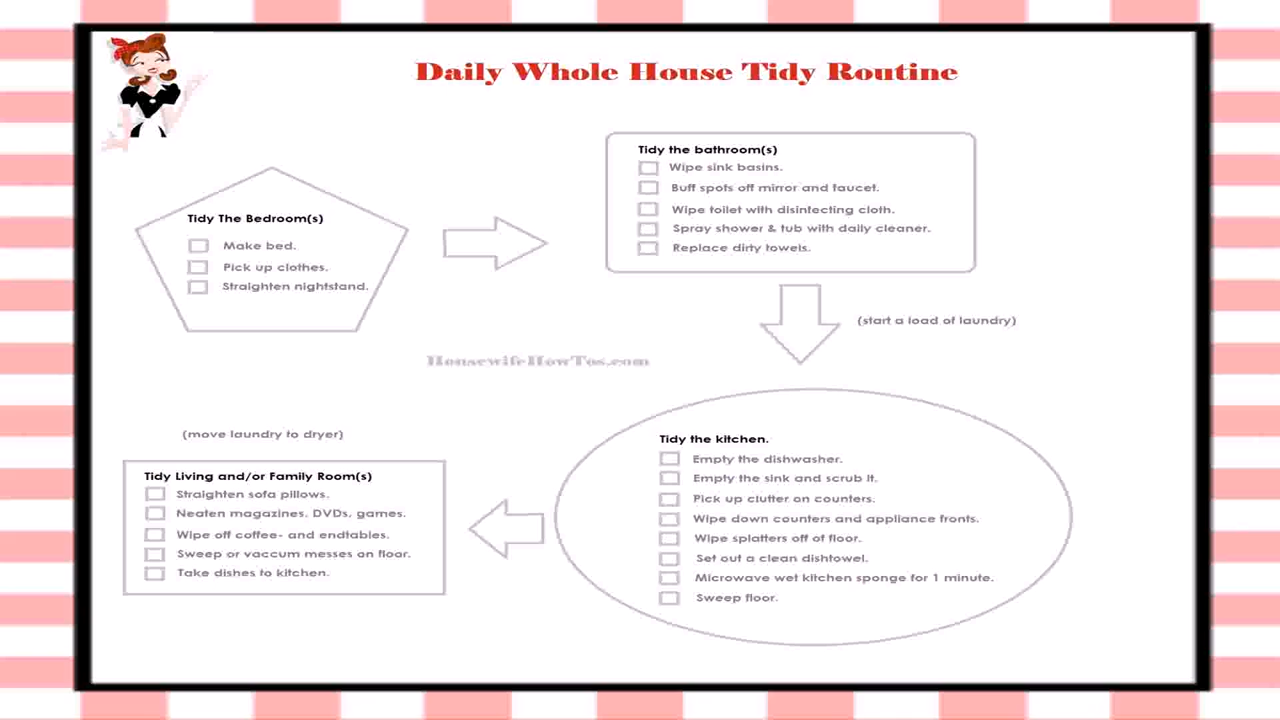 Daily Whole House Tidy Routine
Tidy The Bedroom(s)
Make bed.
Pick up clothes.
Straighten nightstand.
Tidy the bathroom(s)
Wipe sink basins.
Buff spots off mirror and faucet.
Wipe toilet with disinfecting cloth.
Spray shower & tub with daily cleaner.
Replace dirty towels.
(start a load of laundry)
HousewifeHowTos.com
Tidy the kitchen.
Empty the dishwasher.
Empty the sink and scrub it.
Pick up clutter on counters.
Wipe down counters and appliance fronts.
Wipe splatters off of floor.
Set out a clean dishtowel.
Microwave wet kitchen sponge for 1 minute.
Sweep floor.
(move laundry to dryer)
Tidy Living and/or Family Room(s)
Straighten sofa pillows.
Neaten magazines, DVDs, games.
Wipe off coffee- and endtables.
Sweep or vaccum messes on floor.
Take dishes to kitchen.